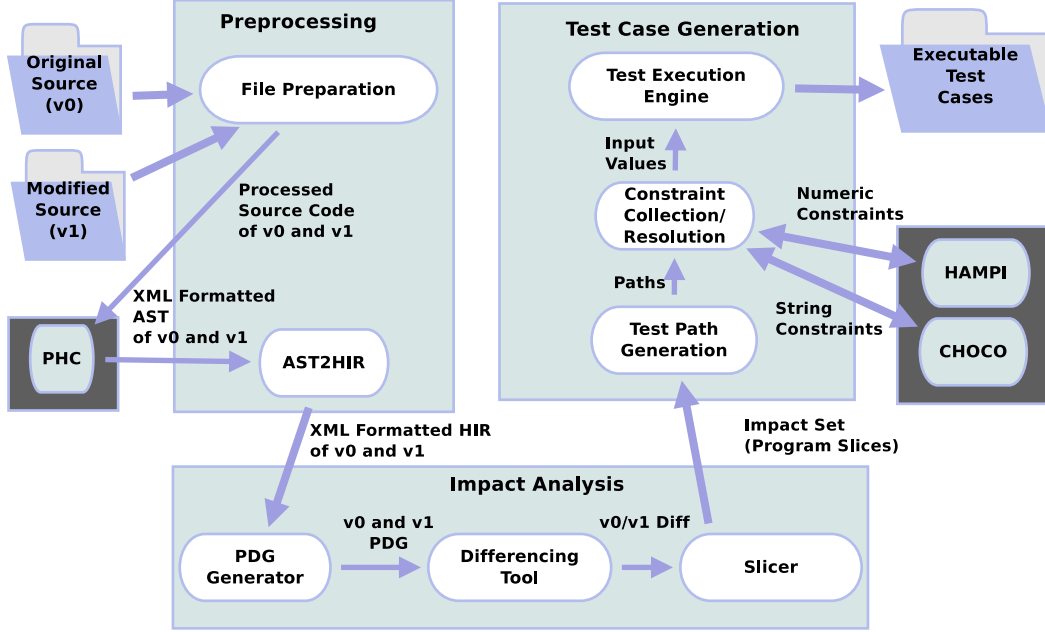 Preprocessing
Original
Source
(v0)
File Preparation
Modified
Source
(v1)
Processed
Source Code
of v0 and v1
XML Formatted
AST
of v0 and v1
PHC
AST2HIR
XML Formatted HIR
of v0 and v1
Test Case Generation
Test Execution
Engine
Executable
Test
Cases
Input
Values
Constraint
Collection/
Resolution
Numeric
Constraints
HAMPI
Paths
String
Constraints
CHOCO
Test Path
Generation
Impact Set
(Program Slices)
Impact Analysis
PDG
Generator
v0 and v1
PDG
Differencing
Tool
v0/v1 Diff
Slicer